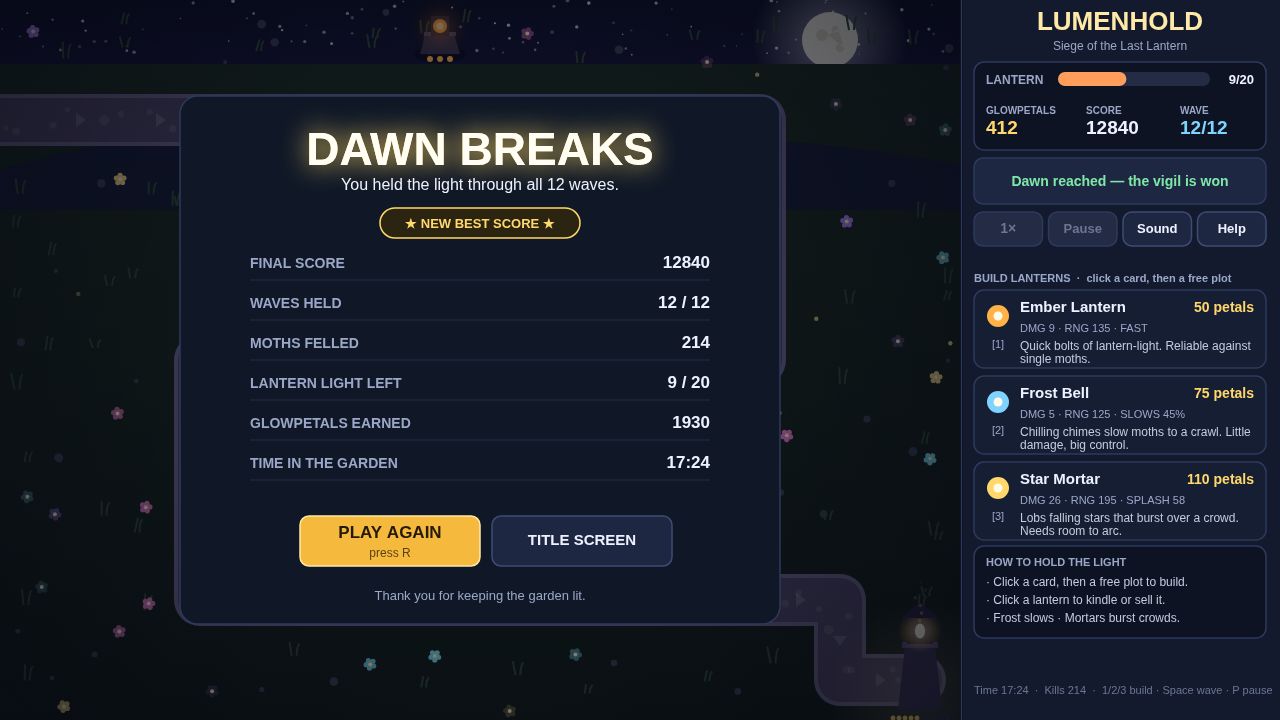 DAWN BREAKS
You held the light through all 12 waves.
★ NEW BEST SCORE ★
FINAL SCORE 12840
WAVES HELD 12 / 12
MOTHS FELLED 214
LANTERN LIGHT LEFT 9 / 20
GLOWPETALS EARNED 1930
TIME IN THE GARDEN 17:24
PLAY AGAIN
press R
TITLE SCREEN
Thank you for keeping the garden lit.
LUMENHOLD
Siege of the Last Lantern
LANTERN 9/20
GLOWPETALS SCORE WAVE
412 12840 12/12
Dawn reached — the vigil is won
1× Pause Sound Help
BUILD LANTERNS · click a card, then a free plot
Ember Lantern 50 petals
DMG 9 · RNG 135 · FAST
[1] Quick bolts of lantern-light. Reliable against
single moths.
Frost Bell 75 petals
DMG 5 · RNG 125 · SLOWS 45%
[2] Chilling chimes slow moths to a crawl. Little
damage, big control.
Star Mortar 110 petals
DMG 26 · RNG 195 · SPLASH 58
[3] Lobs falling stars that burst over a crowd.
Needs room to arc.
HOW TO HOLD THE LIGHT
· Click a card, then a free plot to build.
· Click a lantern to kindle or sell it.
· Frost slows · Mortars burst crowds.
Time 17:24 · Kills 214 · 1/2/3 build · Space wave · P pause